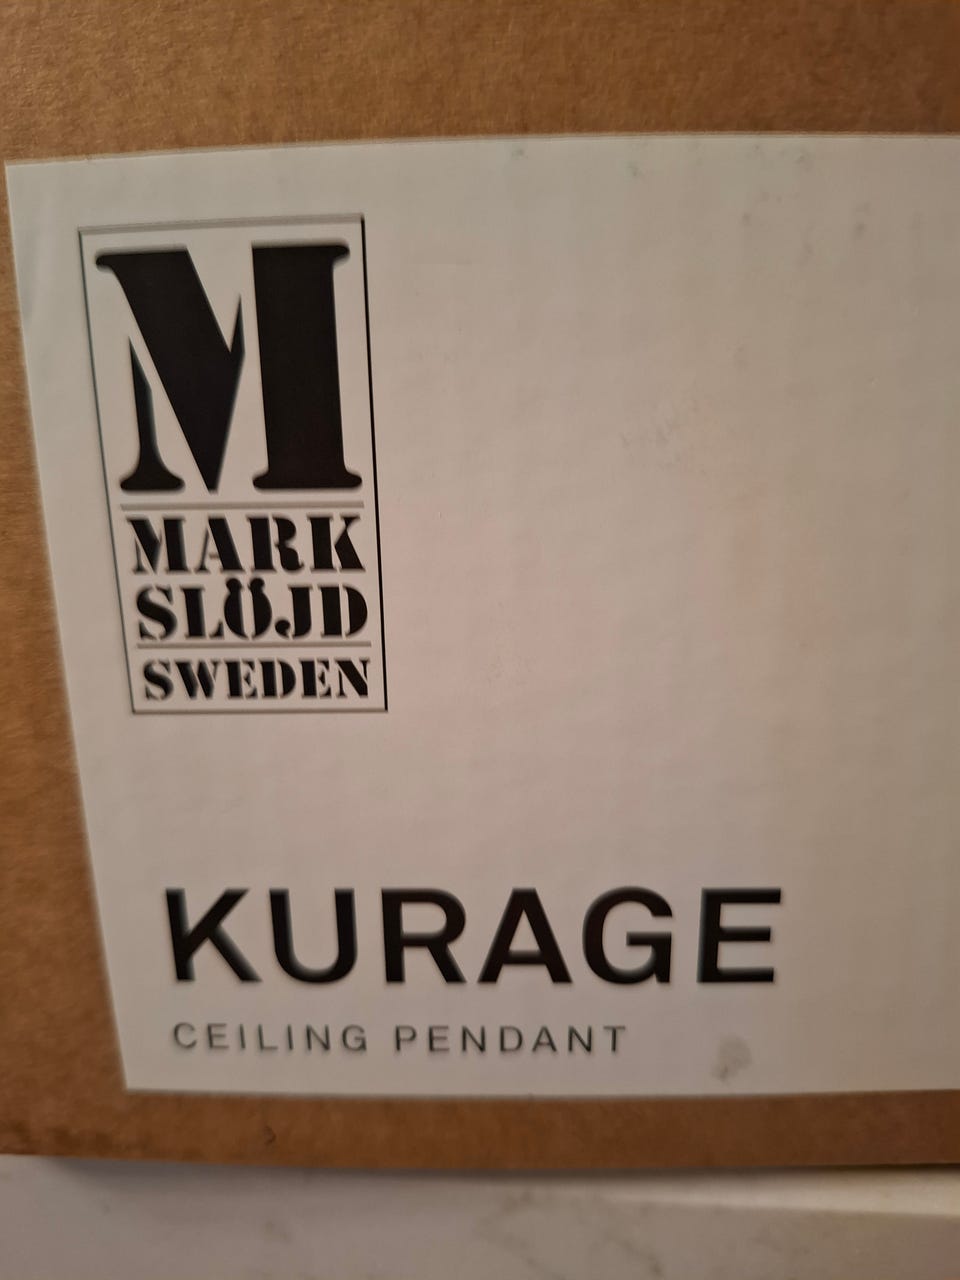 M
MARK
SLÖJD
SWEDEN
KURAGE
CEILING PENDANT